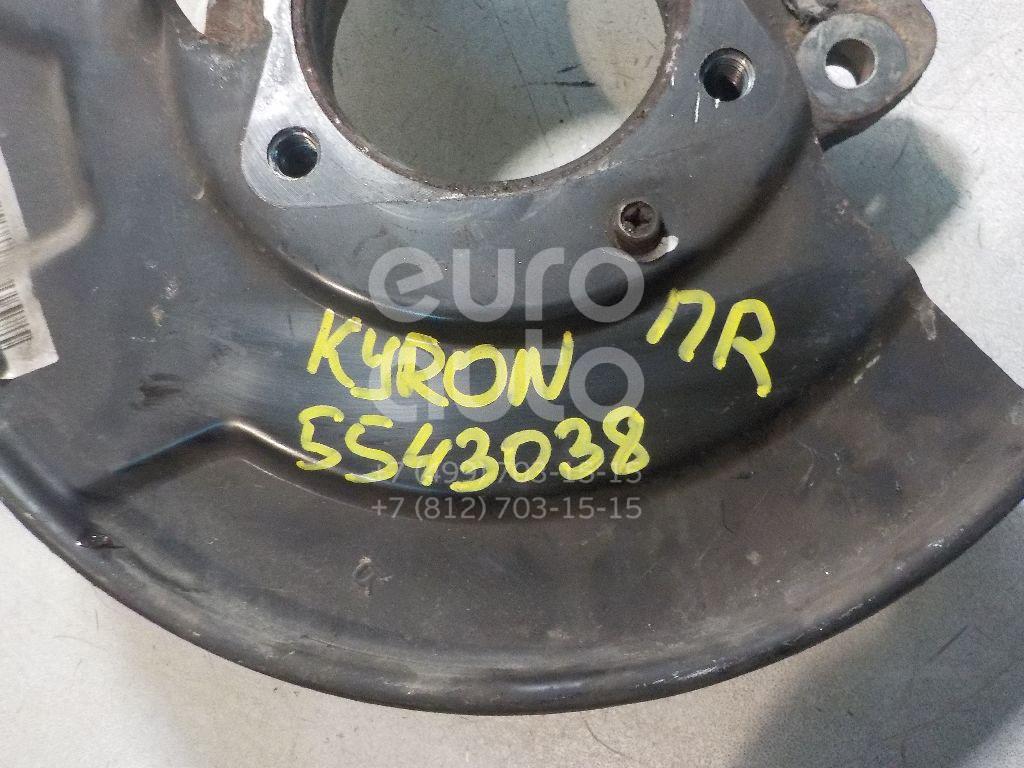 euro
auto
KYRON ПR
5543038
+7 (812) 703-15-15